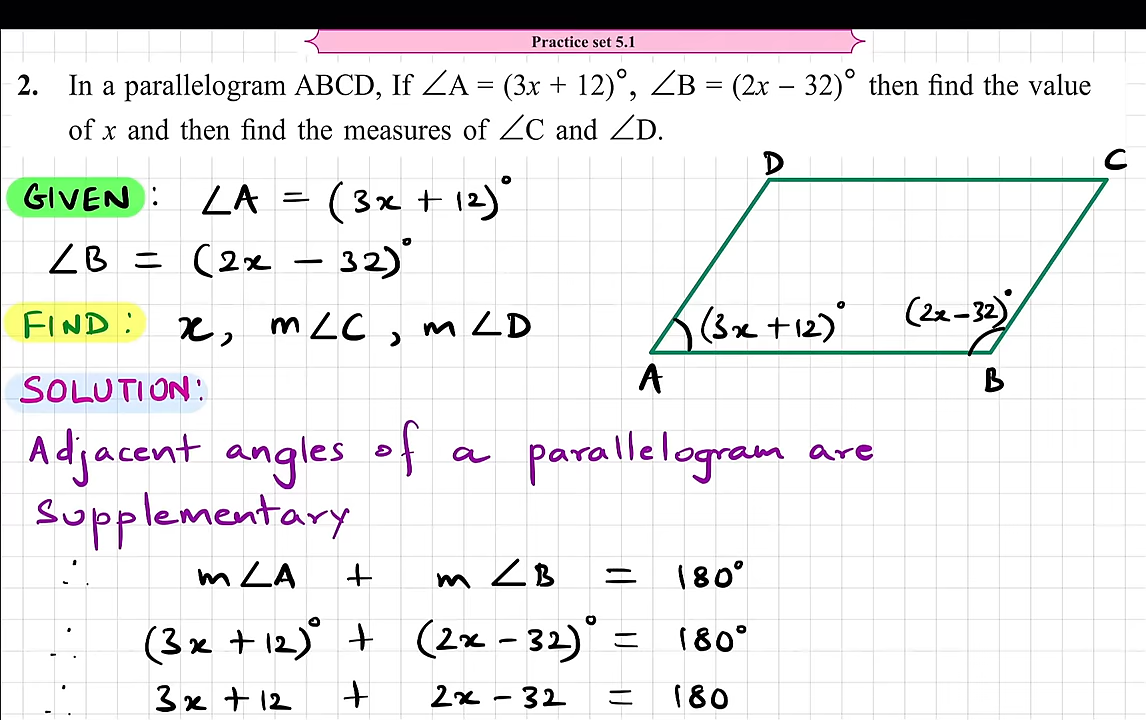 Practice set 5.1
2. In a parallelogram ABCD, If ∠A = (3x + 12)°, ∠B = (2x − 32)° then find the value
of x and then find the measures of ∠C and ∠D.
GIVEN : ∠A = (3x + 12)°
∠B = (2x − 32)°
FIND : x, m∠C, m∠D
D C
(3x + 12)° (2x − 32)°
A B
SOLUTION:
Adjacent angles of a parallelogram are
supplementary
∴ m∠A + m∠B = 180°
∴ (3x + 12)° + (2x − 32)° = 180°
∴ 3x + 12 + 2x − 32 = 180